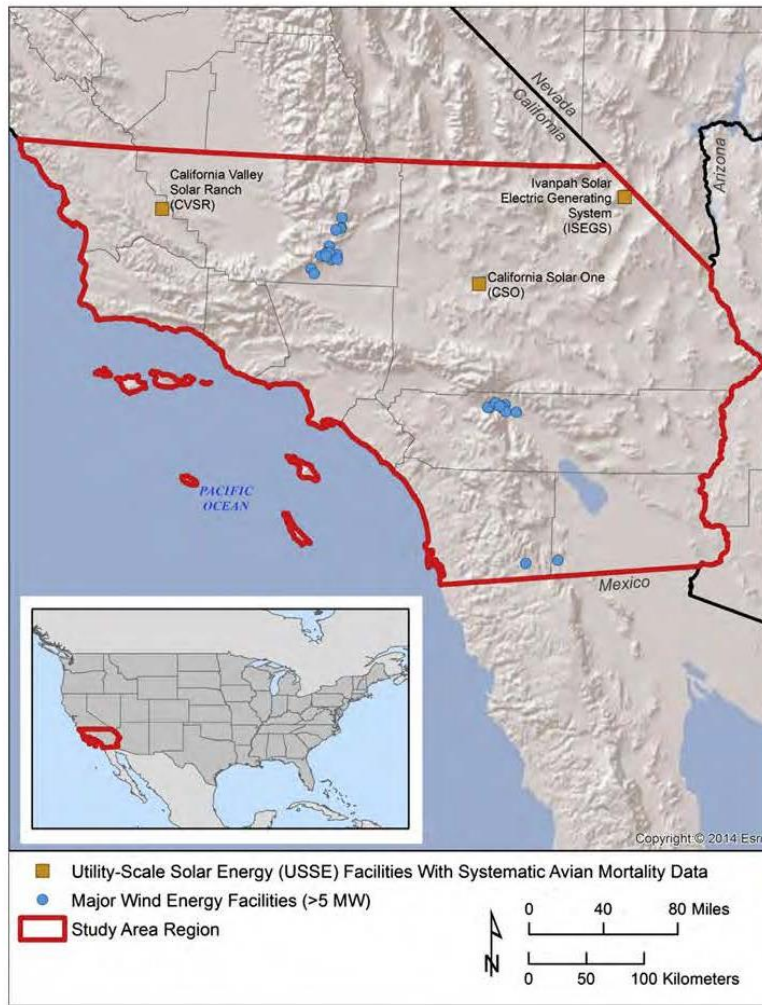 Nevada
California
Arizona
California Valley
Solar Ranch
(CVSR)
Ivanpah Solar
Electric Generating
System
(ISEGS)
California Solar One
(CSO)
PACIFIC
OCEAN
Mexico
Copyright © 2014 Esri
Utility-Scale Solar Energy (USSE) Facilities With Systematic Avian Mortality Data
Major Wind Energy Facilities (>5 MW)
Study Area Region
N
0 40 80 Miles
0 50 100 Kilometers